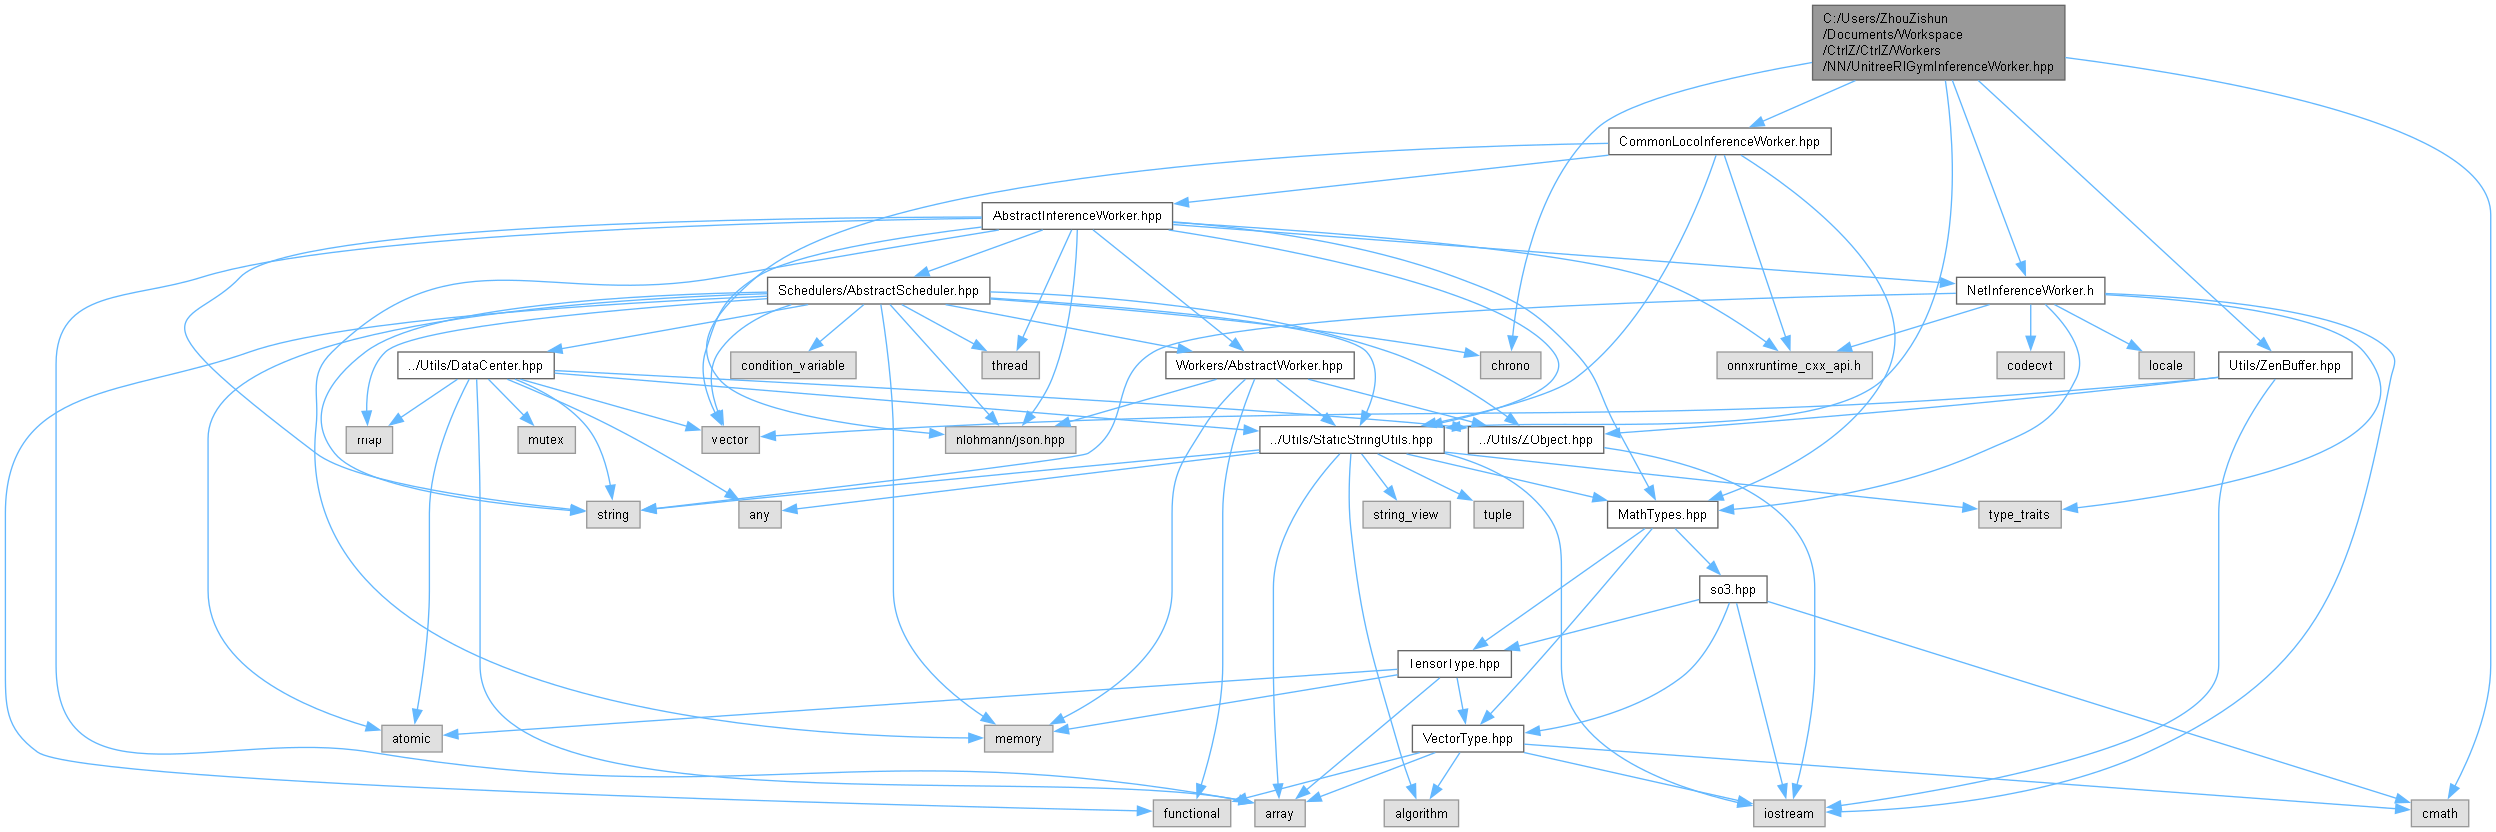 C:/Users/ZhouZishun
/Documents/Workspace
/CtrlZ/CtrlZ/Workers
/NN/UnitreeRlGymInferenceWorker.hpp
CommonLocoInferenceWorker.hpp
AbstractInferenceWorker.hpp
Schedulers/AbstractScheduler.hpp
NetInferenceWorker.h
../Utils/DataCenter.hpp
condition_variable
thread
Workers/AbstractWorker.hpp
chrono
onnxruntime_cxx_api.h
codecvt
locale
Utils/ZenBuffer.hpp
map
mutex
vector
nlohmann/json.hpp
../Utils/StaticStringUtils.hpp
../Utils/ZObject.hpp
string
any
string_view
tuple
MathTypes.hpp
type_traits
so3.hpp
TensorType.hpp
atomic
memory
VectorType.hpp
functional
array
algorithm
iostream
cmath